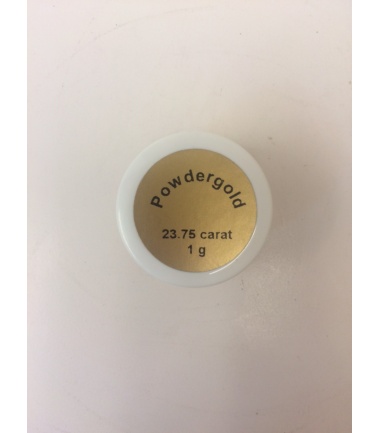 Powdergold
23.75 carat
1 g